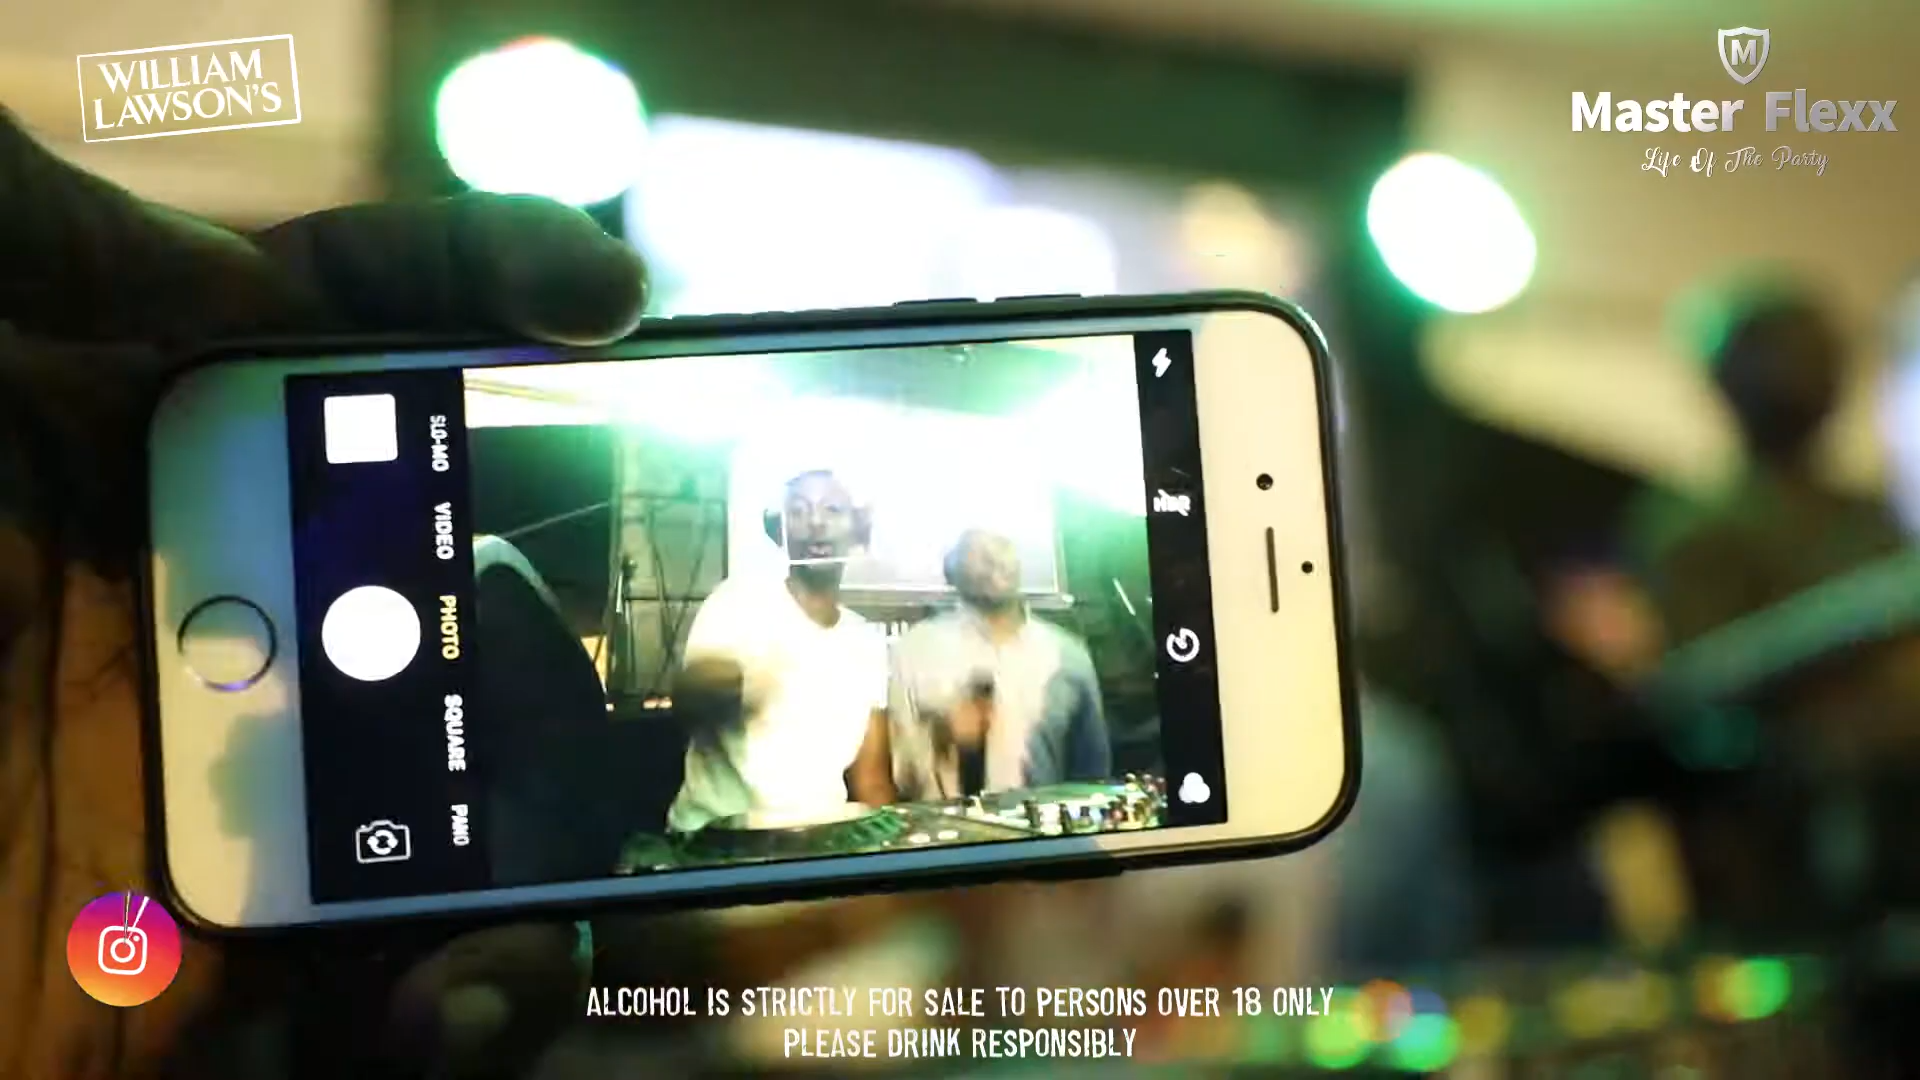 WILLIAM
LAWSON'S
M
Master Flexx
Life Of The Party
SLO-MO
VIDEO
PHOTO
SQUARE
PANO
ALCOHOL IS STRICTLY FOR SALE TO PERSONS OVER 18 ONLY
PLEASE DRINK RESPONSIBLY